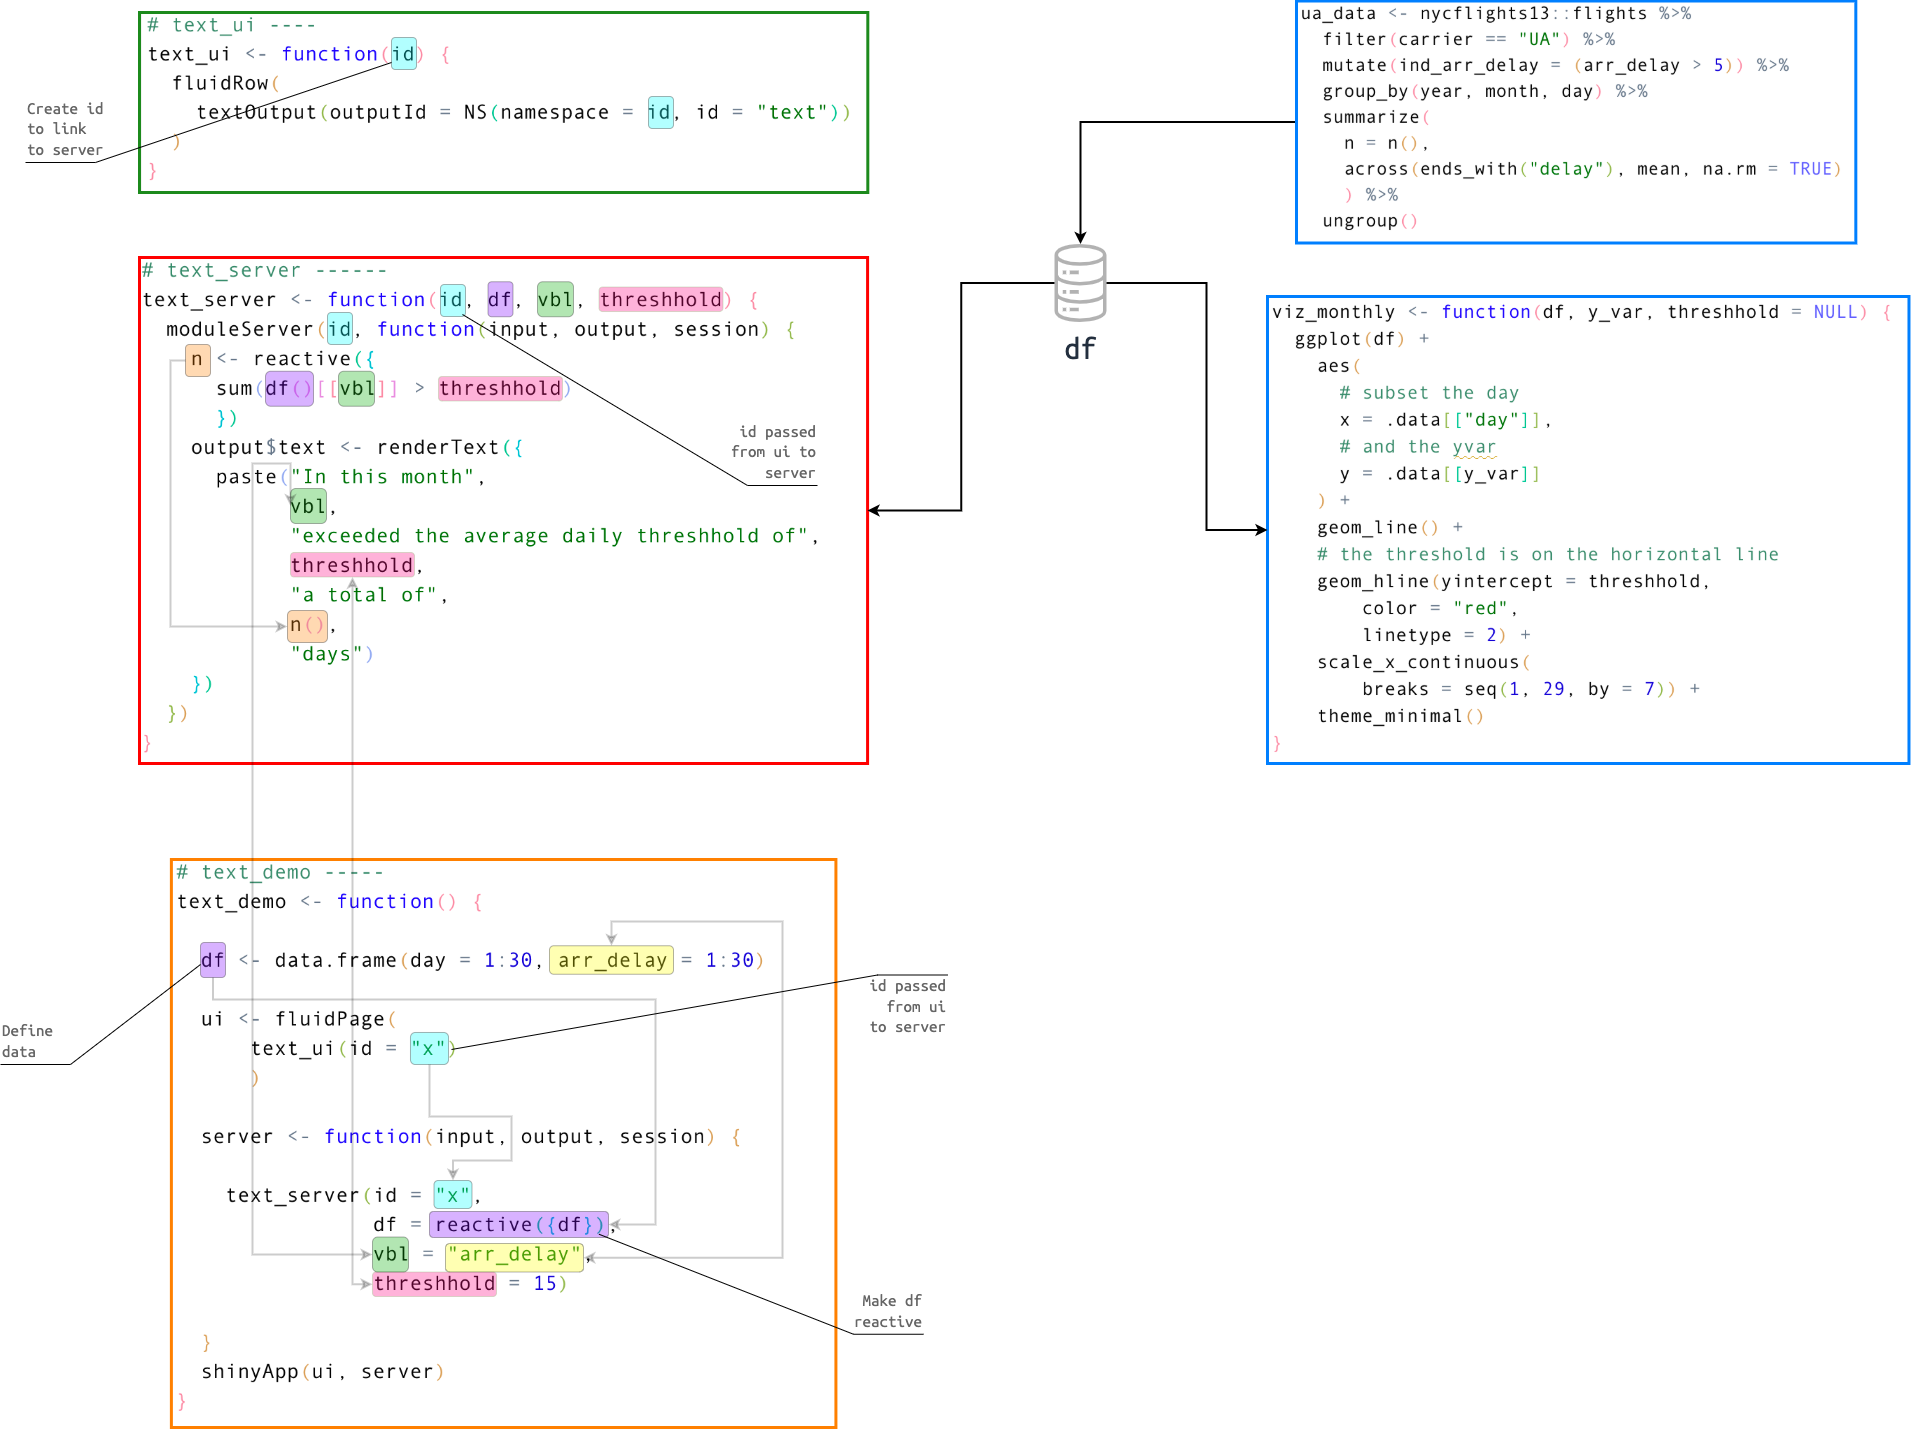 # text_ui ----
text_ui <- function(id) {
  fluidRow(
    textOutput(outputId = NS(namespace = id, id = "text"))
  )
}
Create id
to link
to server
# text_server ------
text_server <- function(id, df, vbl, threshhold) {
  moduleServer(id, function(input, output, session) {
    n <- reactive({
      sum(df()[[vbl]] > threshhold)
      })
    output$text <- renderText({
      paste("In this month",
            vbl,
            "exceeded the average daily threshhold of",
            threshhold,
            "a total of",
            n(),
            "days")
    })
  })
}
id passed
from ui to
server
# text_demo -----
text_demo <- function() {
  df <- data.frame(day = 1:30, arr_delay = 1:30)
  ui <- fluidPage(
      text_ui(id = "x")
      )
  server <- function(input, output, session) {
    text_server(id = "x",
                df = reactive({df}),
                vbl = "arr_delay",
                threshhold = 15)
  }
  shinyApp(ui, server)
}
Define
data
id passed
from ui
to server
Make df
reactive
ua_data <- nycflights13::flights %>%
  filter(carrier == "UA") %>%
  mutate(ind_arr_delay = (arr_delay > 5)) %>%
  group_by(year, month, day) %>%
  summarize(
    n = n(),
    across(ends_with("delay"), mean, na.rm = TRUE)
    ) %>%
  ungroup()
df
viz_monthly <- function(df, y_var, threshhold = NULL) {
  ggplot(df) +
    aes(
      # subset the day
      x = .data[["day"]],
      # and the yvar
      y = .data[[y_var]]
    ) +
    geom_line() +
    # the threshold is on the horizontal line
    geom_hline(yintercept = threshhold,
        color = "red",
        linetype = 2) +
    scale_x_continuous(
        breaks = seq(1, 29, by = 7)) +
    theme_minimal()
}